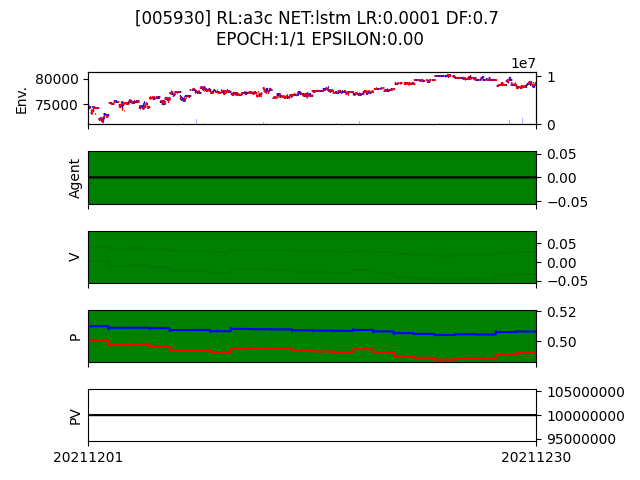 [005930] RL:a3c NET:lstm LR:0.0001 DF:0.7
EPOCH:1/1 EPSILON:0.00
1e7
Env.
80000
75000
1
0
Agent
0.05
0.00
−0.05
V
0.05
0.00
−0.05
P
0.52
0.50
PV
105000000
100000000
95000000
20211201
20211230